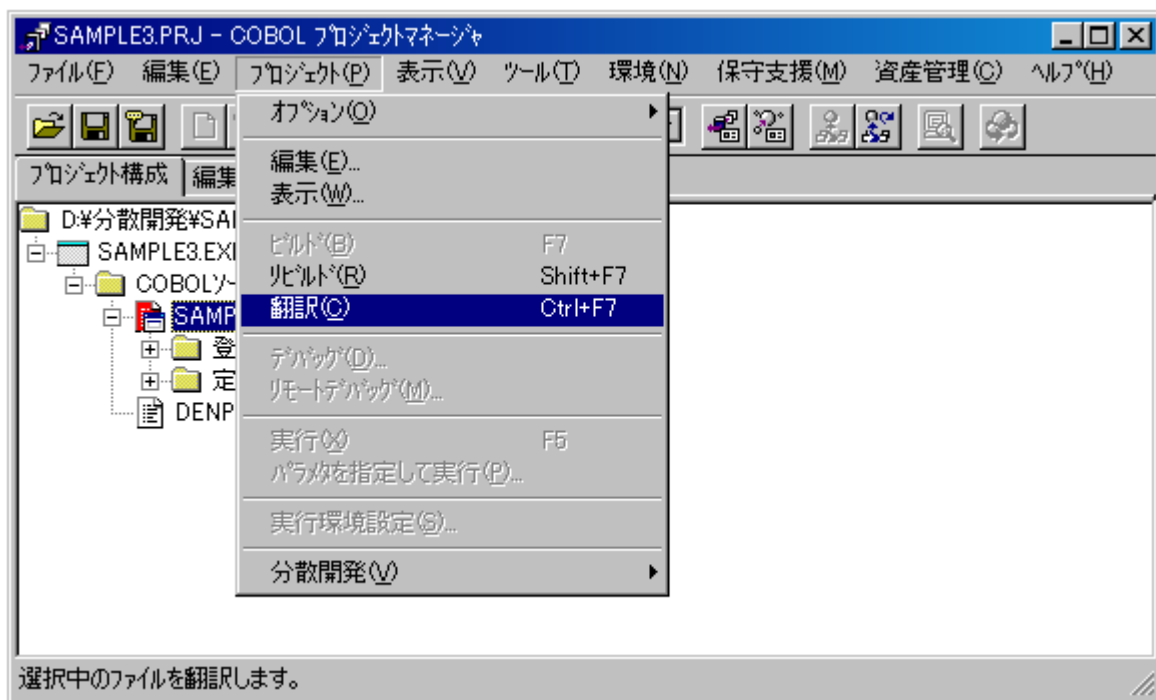 SAMPLE3.PRJ - COBOL プロジェクトマネージャ
ファイル(F) 編集(E) プロジェクト(P) 表示(V) ツール(T) 環境(N) 保守支援(M) 資産管理(C) ヘルプ(H)
オプション(O)
プロジェクト構成 編集
編集(E)...
表示(W)...
D:¥分散開発¥SA
ビルド(B) F7
SAMPLE3.EX
リビルド(R) Shift+F7
COBOLソ
翻訳(C) Ctrl+F7
SAMP
登
デバッグ(D)...
定
リモートデバッグ(M)...
DENP
実行(X) F5
パラメタを指定して実行(P)...
実行環境設定(S)...
分散開発(V)
選択中のファイルを翻訳します。